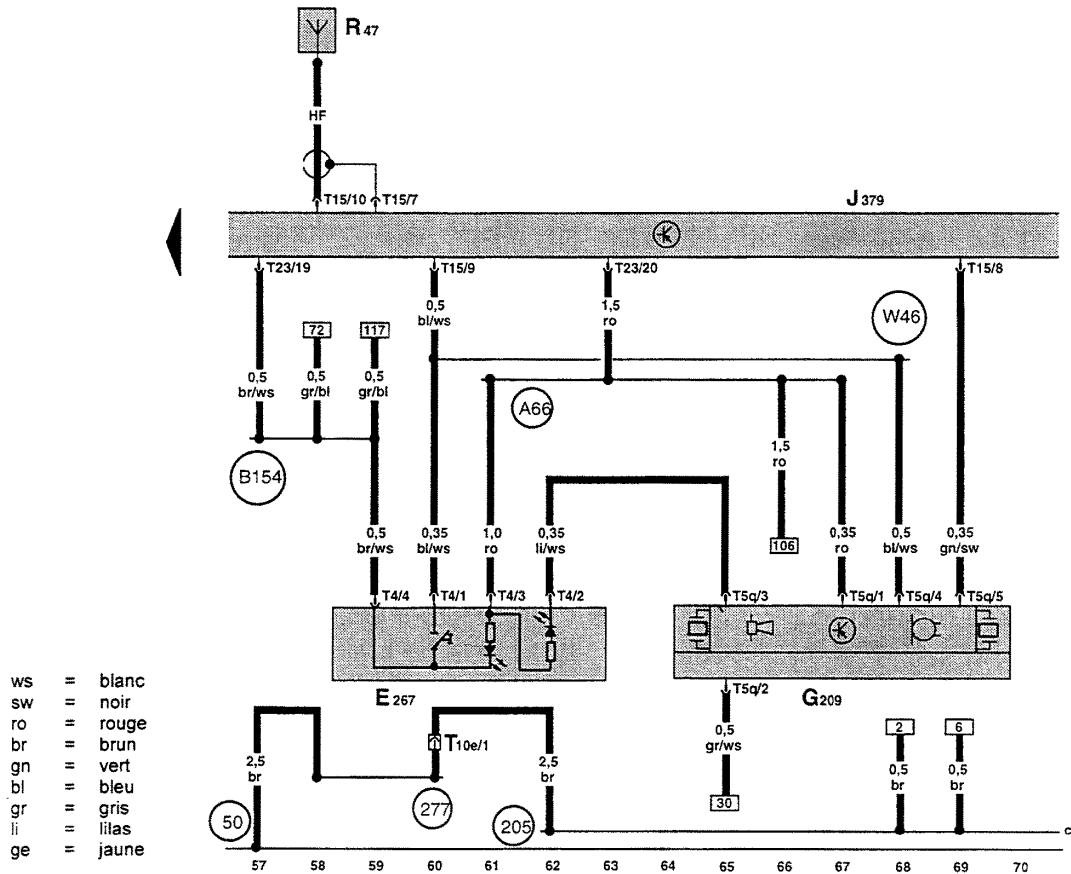 R 47
HF
T15/10 T15/7
J 379
T23/19 T15/9 T23/20 T15/8
0,5 bl/ws
1,5 ro
W46
72 117
0,5 br/ws
0,5 gr/bl
0,5 gr/bl
A66
1,5 ro
B154
0,5 br/ws
0,35 bl/ws
1,0 ro
0,35 li/ws
106
0,35 ro
0,5 bl/ws
0,35 gn/sw
T4/4 T4/1 T4/3 T4/2 T5q/3 T5q/1 T5q/4 T5q/5
E 267
T5q/2
G 209
ws = blanc
sw = noir
ro = rouge
br = brun
gn = vert
bl = bleu
gr = gris
li = lilas
ge = jaune
2,5 br
T10e/1
2,5 br
0,5 gr/ws
2 6
0,5 br
0,5 br
30
50 277 205
c
57 58 59 60 61 62 63 64 65 66 67 68 69 70